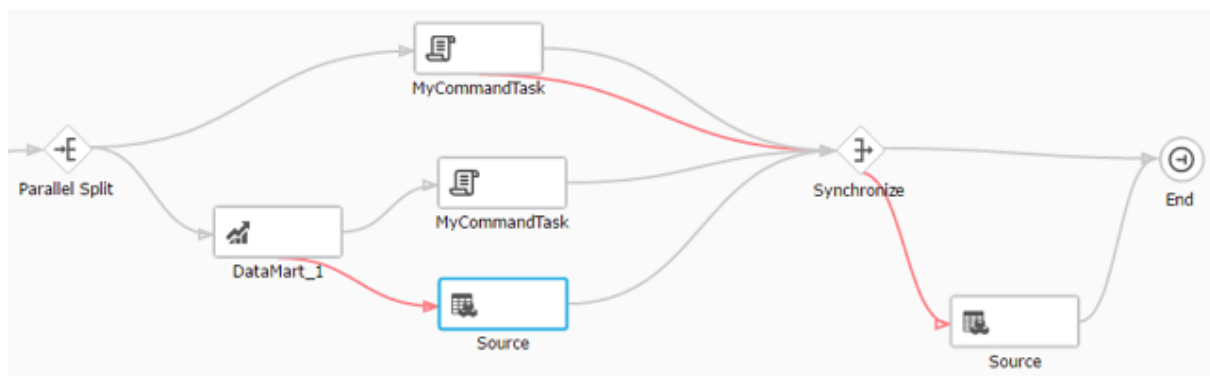 MyCommandTask
Parallel Split
Synchronize
End
MyCommandTask
DataMart_1
Source
Source